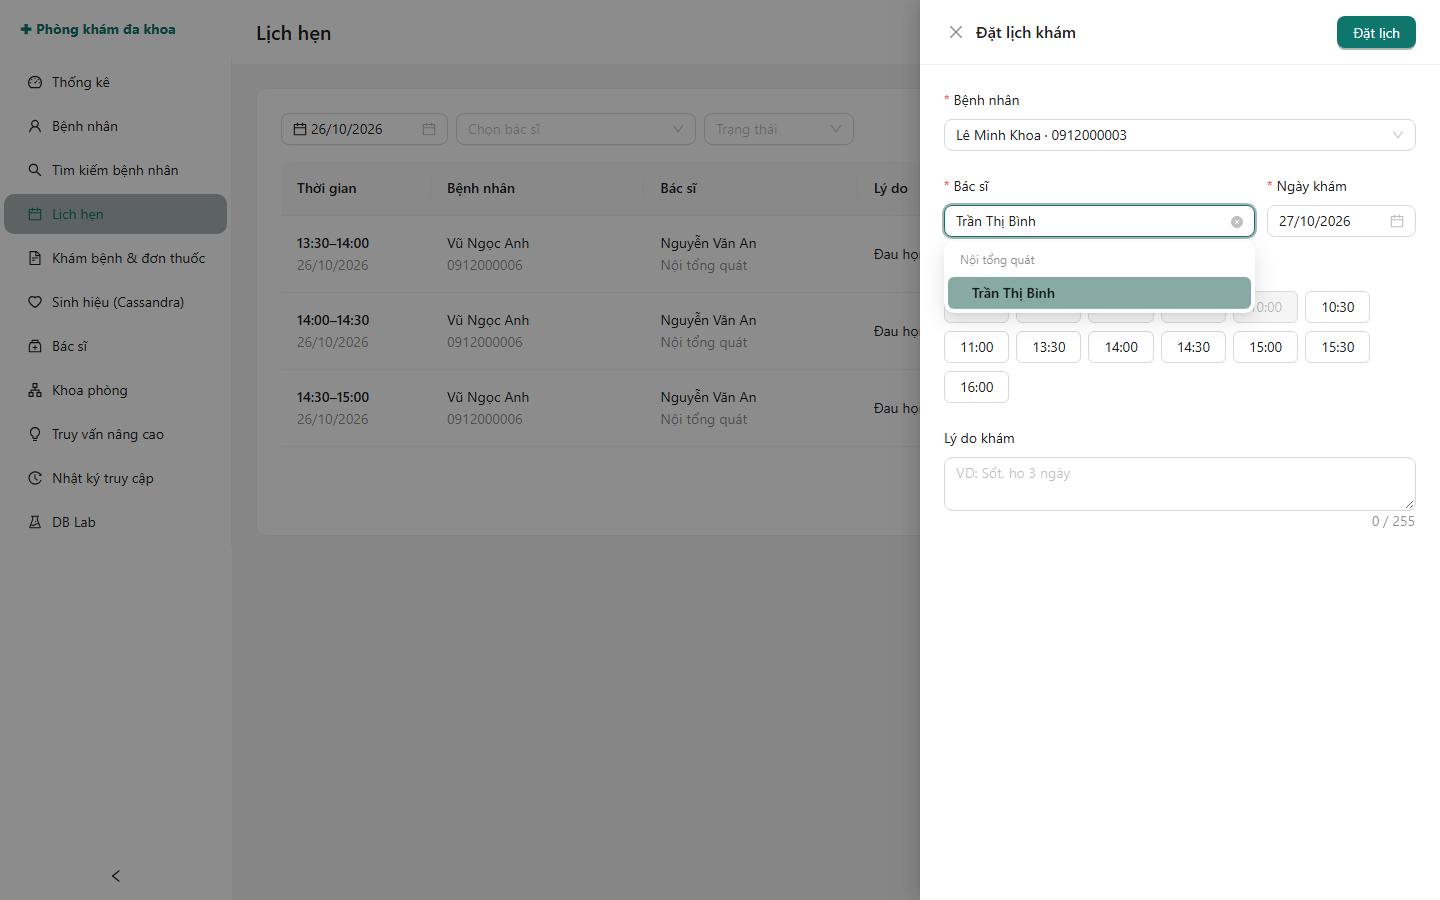 Phòng khám đa khoa
Thống kê
Bệnh nhân
Tìm kiếm bệnh nhân
Lịch hẹn
Khám bệnh & đơn thuốc
Sinh hiệu (Cassandra)
Bác sĩ
Khoa phòng
Truy vấn nâng cao
Nhật ký truy cập
DB Lab
Lịch hẹn
26/10/2026 Chọn bác sĩ Trạng thái
Thời gian Bệnh nhân Bác sĩ Lý do
13:30–14:00 Vũ Ngọc Anh Nguyễn Văn An Đau
26/10/2026 0912000006 Nội tổng quát
14:00–14:30 Vũ Ngọc Anh Nguyễn Văn An Đau
26/10/2026 0912000006 Nội tổng quát
14:30–15:00 Vũ Ngọc Anh Nguyễn Văn An Đau
26/10/2026 0912000006 Nội tổng quát
Đặt lịch khám Đặt lịch
* Bệnh nhân
Lê Minh Khoa · 0912000003
* Bác sĩ * Ngày khám
Trần Thị Bình 27/10/2026
Nội tổng quát
Trần Thị Bình
10:30
11:00 13:30 14:00 14:30 15:00 15:30
16:00
Lý do khám
VD: Sốt, ho 3 ngày
0 / 255